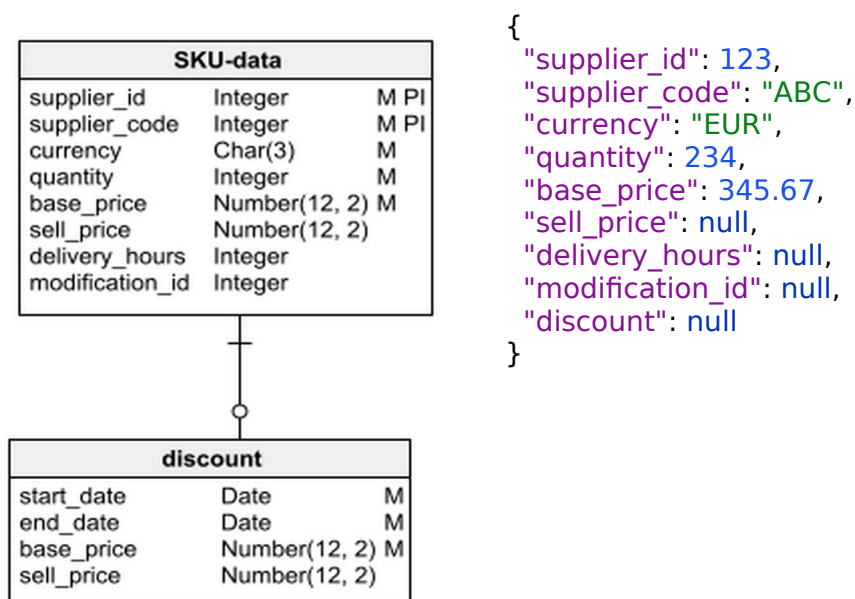 SKU-data
supplier_id Integer M PI
supplier_code Integer M PI
currency Char(3) M
quantity Integer M
base_price Number(12, 2) M
sell_price Number(12, 2)
delivery_hours Integer
modification_id Integer
discount
start_date Date M
end_date Date M
base_price Number(12, 2) M
sell_price Number(12, 2)
{
"supplier_id": 123,
"supplier_code": "ABC",
"currency": "EUR",
"quantity": 234,
"base_price": 345.67,
"sell_price": null,
"delivery_hours": null,
"modification_id": null,
"discount": null
}